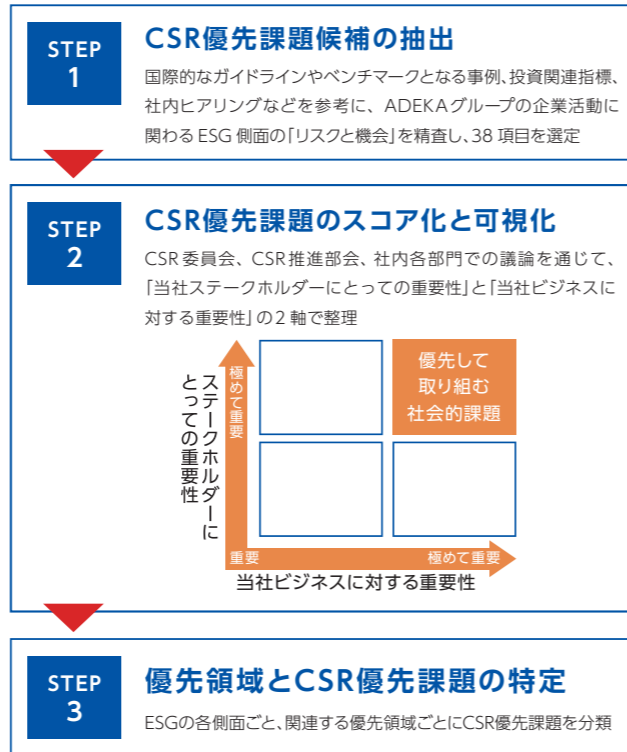 STEP
1
CSR優先課題候補の抽出
国際的なガイドラインやベンチマークとなる事例、投資関連指標、
社内ヒアリングなどを参考に、ADEKAグループの企業活動に
関わるESG側面の「リスクと機会」を精査し、38項目を選定
STEP
2
CSR優先課題のスコア化と可視化
CSR委員会、CSR推進部会、社内各部門での議論を通じて、
「当社ステークホルダーにとっての重要性」と「当社ビジネスに
対する重要性」の2軸で整理
ステークホルダーに
とっての重要性
極めて重要
優先して
取り組む
社会的課題
重要
極めて重要
当社ビジネスに対する重要性
STEP
3
優先領域とCSR優先課題の特定
ESGの各側面ごと、関連する優先領域ごとにCSR優先課題を分類